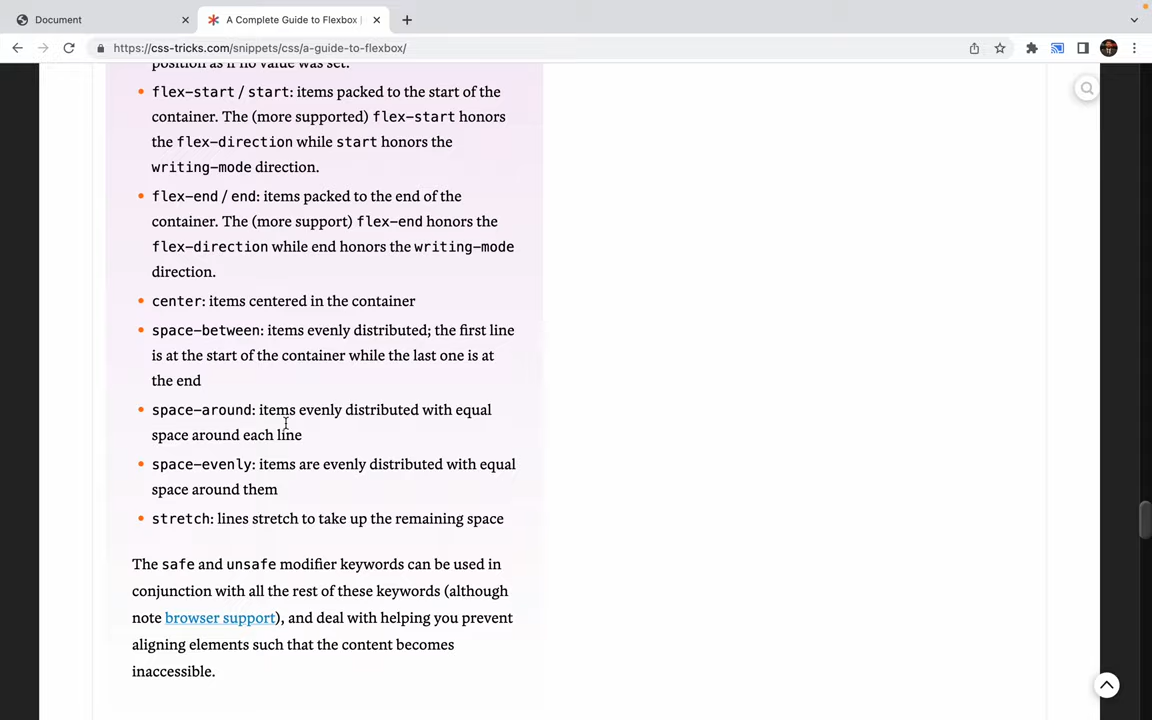 Document
A Complete Guide to Flexbox |
https://css-tricks.com/snippets/css/a-guide-to-flexbox/
position as if no value was set.
flex-start / start: items packed to the start of the
container. The (more supported) flex-start honors
the flex-direction while start honors the
writing-mode direction.
flex-end / end: items packed to the end of the
container. The (more support) flex-end honors the
flex-direction while end honors the writing-mode
direction.
center: items centered in the container
space-between: items evenly distributed; the first line
is at the start of the container while the last one is at
the end
space-around: items evenly distributed with equal
space around each line
space-evenly: items are evenly distributed with equal
space around them
stretch: lines stretch to take up the remaining space
The safe and unsafe modifier keywords can be used in
conjunction with all the rest of these keywords (although
note browser support), and deal with helping you prevent
aligning elements such that the content becomes
inaccessible.